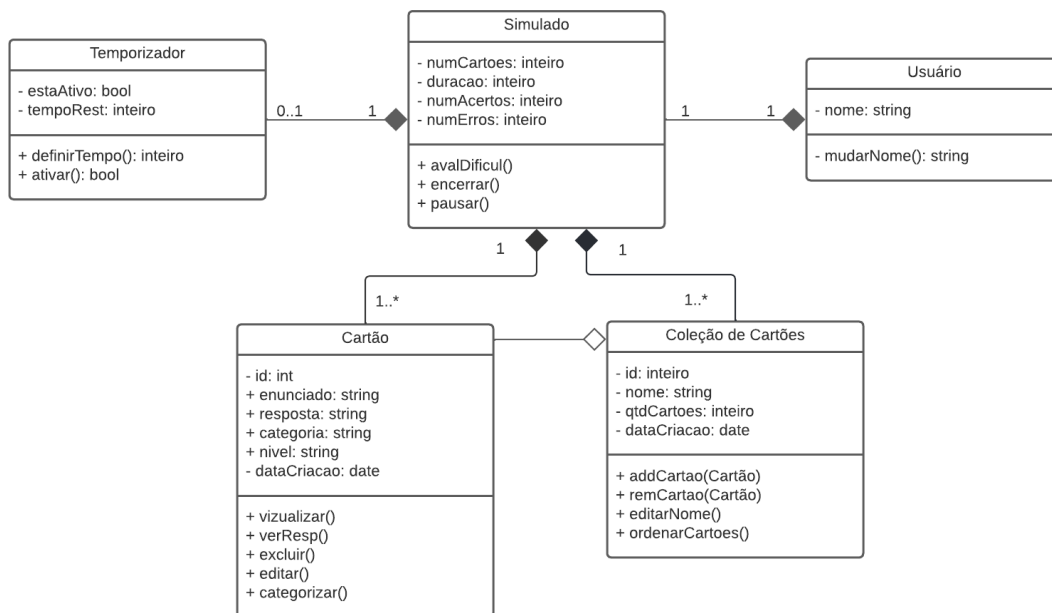 Temporizador
- estaAtivo: bool
- tempoRest: inteiro
+ definirTempo(): inteiro
+ ativar(): bool
0..1
1
Simulado
- numCartoes: inteiro
- duracao: inteiro
- numAcertos: inteiro
- numErros: inteiro
+ avalDificul()
+ encerrar()
+ pausar()
1
1
Usuário
- nome: string
- mudarNome(): string
1
1
1..*
1..*
Cartão
- id: int
+ enunciado: string
+ resposta: string
+ categoria: string
+ nivel: string
- dataCriacao: date
+ vizualizar()
+ verResp()
+ excluir()
+ editar()
+ categorizar()
Coleção de Cartões
- id: inteiro
- nome: string
- qtdCartoes: inteiro
- dataCriacao: date
+ addCartao(Cartão)
+ remCartao(Cartão)
+ editarNome()
+ ordenarCartoes()